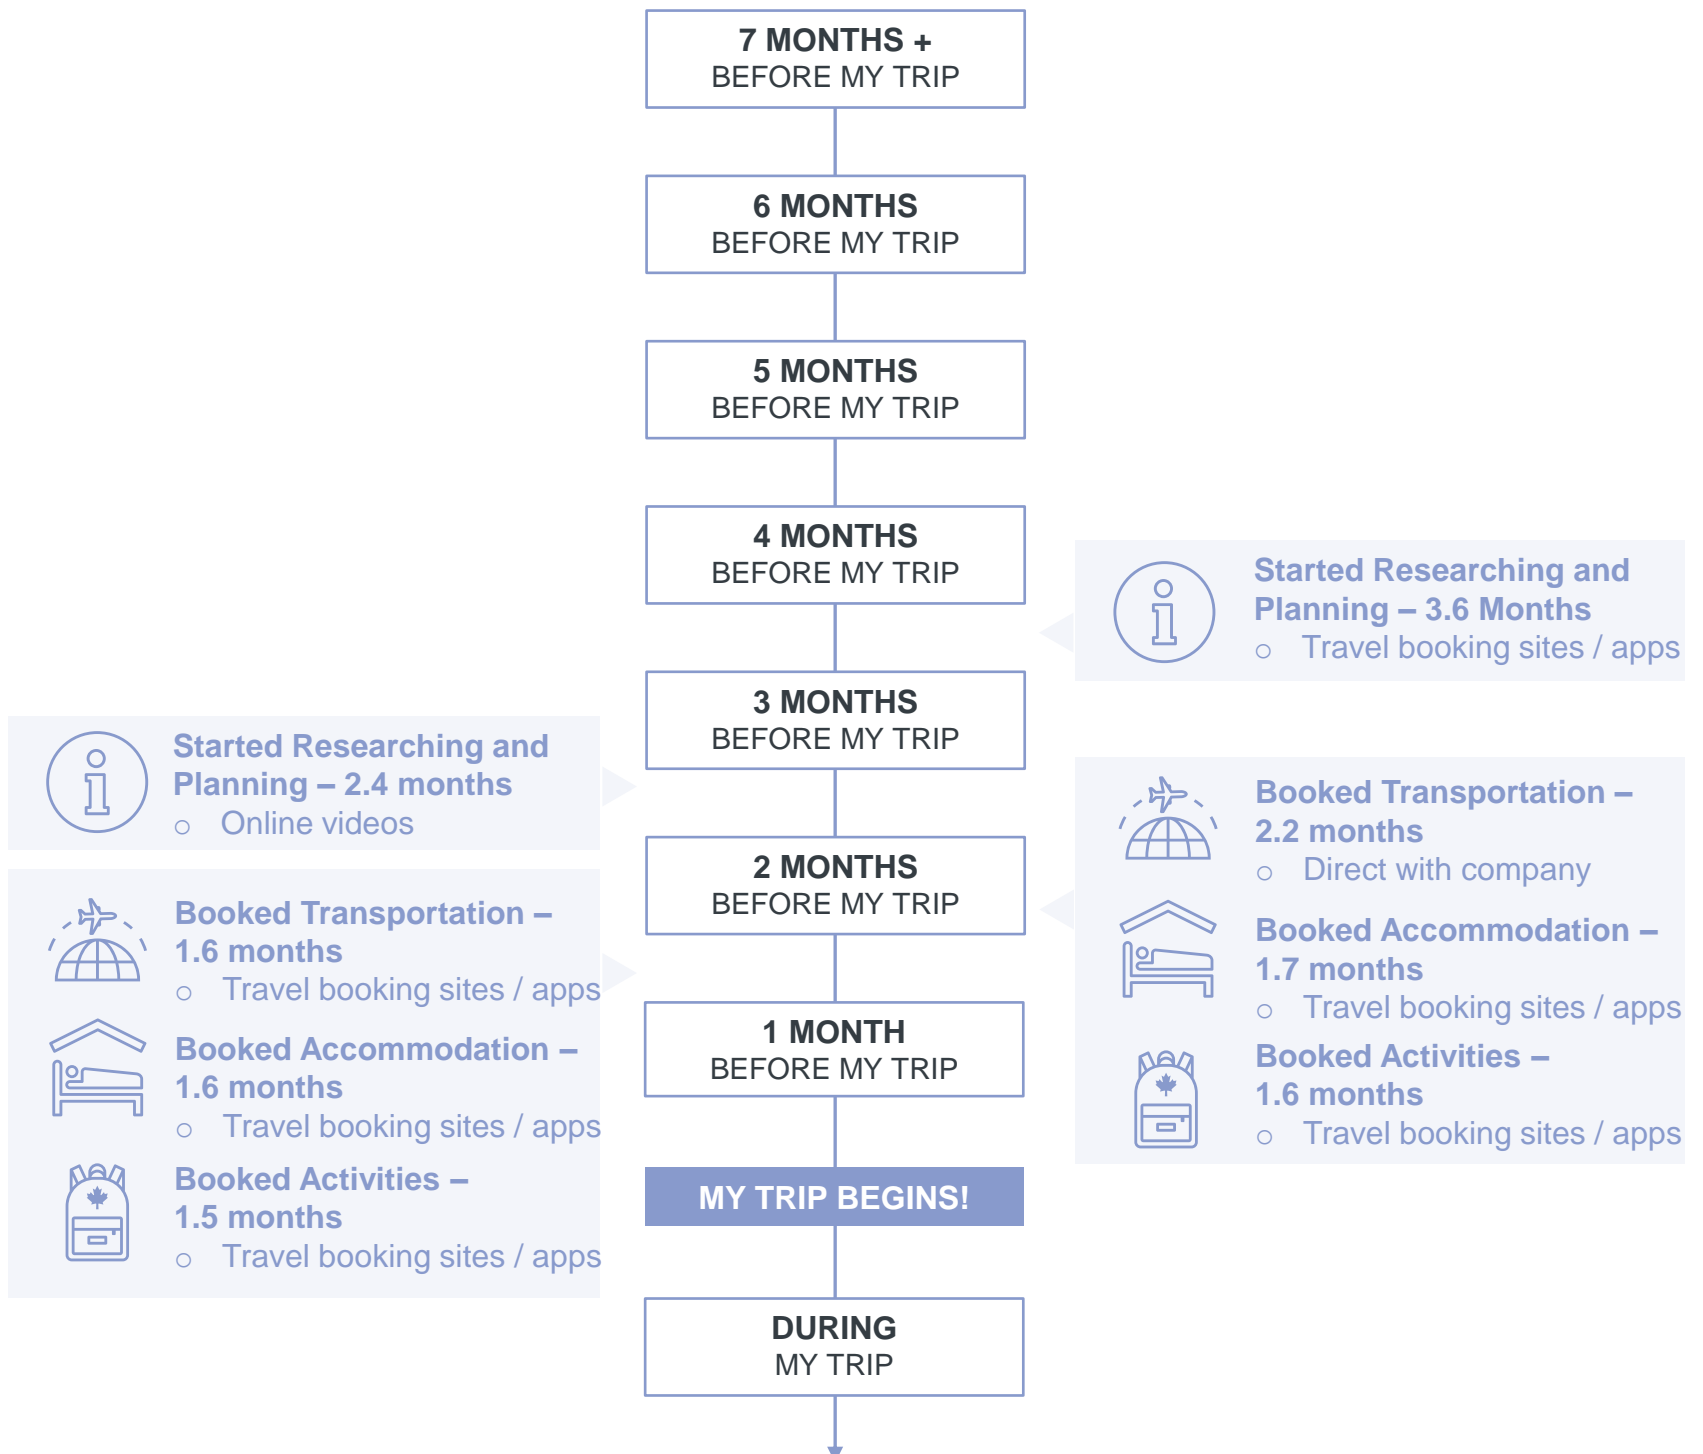 7 MONTHS +
BEFORE MY TRIP
6 MONTHS
BEFORE MY TRIP
5 MONTHS
BEFORE MY TRIP
4 MONTHS
BEFORE MY TRIP
3 MONTHS
BEFORE MY TRIP
2 MONTHS
BEFORE MY TRIP
1 MONTH
BEFORE MY TRIP
MY TRIP BEGINS!
DURING
MY TRIP
Started Researching and
Planning – 2.4 months
○ Online videos
Booked Transportation –
1.6 months
○ Travel booking sites / apps
Booked Accommodation –
1.6 months
○ Travel booking sites / apps
Booked Activities –
1.5 months
○ Travel booking sites / apps
Started Researching and
Planning – 3.6 Months
○ Travel booking sites / apps
Booked Transportation –
2.2 months
○ Direct with company
Booked Accommodation –
1.7 months
○ Travel booking sites / apps
Booked Activities –
1.6 months
○ Travel booking sites / apps